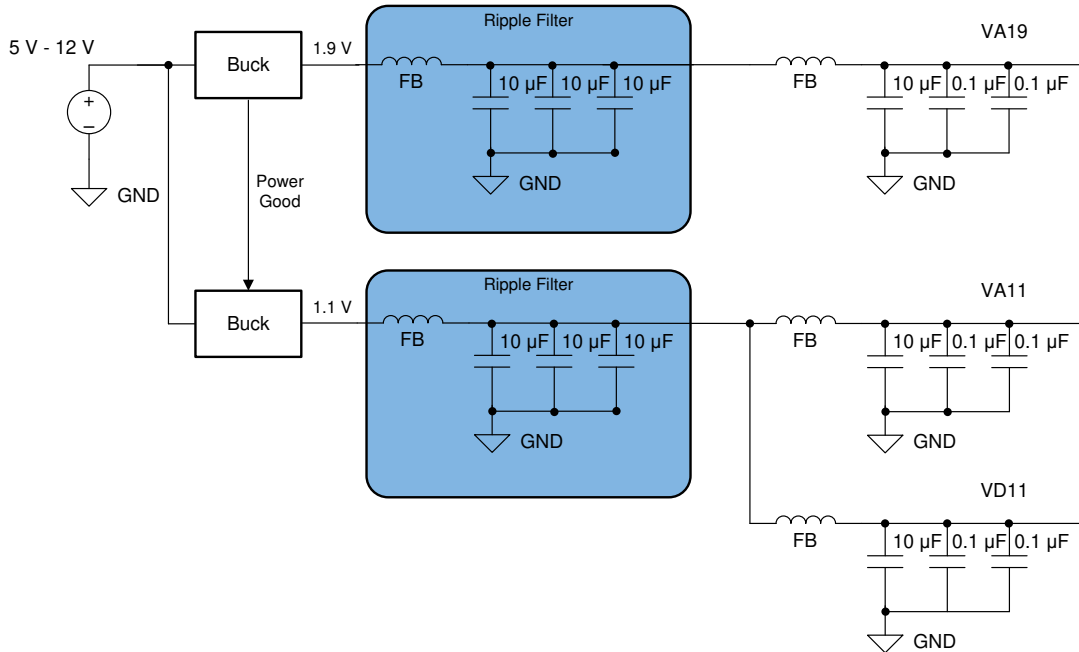 Ripple Filter
5 V - 12 V
Buck
1.9 V
FB
10 µF
10 µF
10 µF
FB
VA19
10 µF
0.1 µF
0.1 µF
+
−
GND
Power
Good
GND
GND
Ripple Filter
Buck
1.1 V
FB
10 µF
10 µF
10 µF
FB
VA11
10 µF
0.1 µF
0.1 µF
GND
GND
VD11
FB
10 µF
0.1 µF
0.1 µF
GND